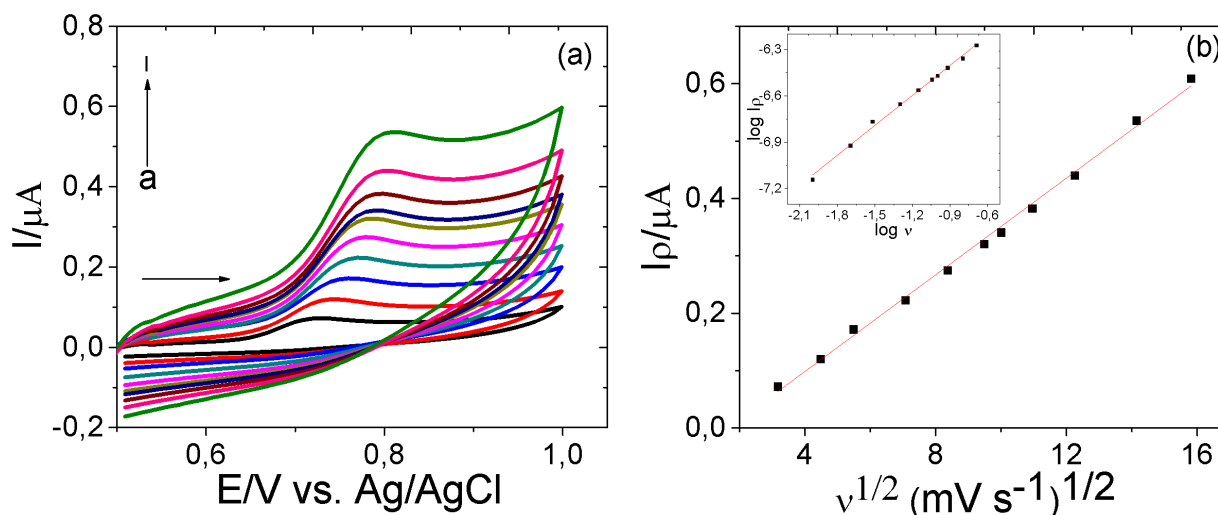 (a)
I
a
0,8
0,6
0,4
0,2
0,0
-0,2
I/μA
0,6
0,8
1,0
E/V vs. Ag/AgCl
(b)
0,6
0,4
0,2
0,0
Iρ/μA
4
8
12
16
ν1/2 (mV s-1)1/2
-6,3
-6,6
-6,9
-7,2
log Iρ
-2,1
-1,8
-1,5
-1,2
-0,9
-0,6
log ν